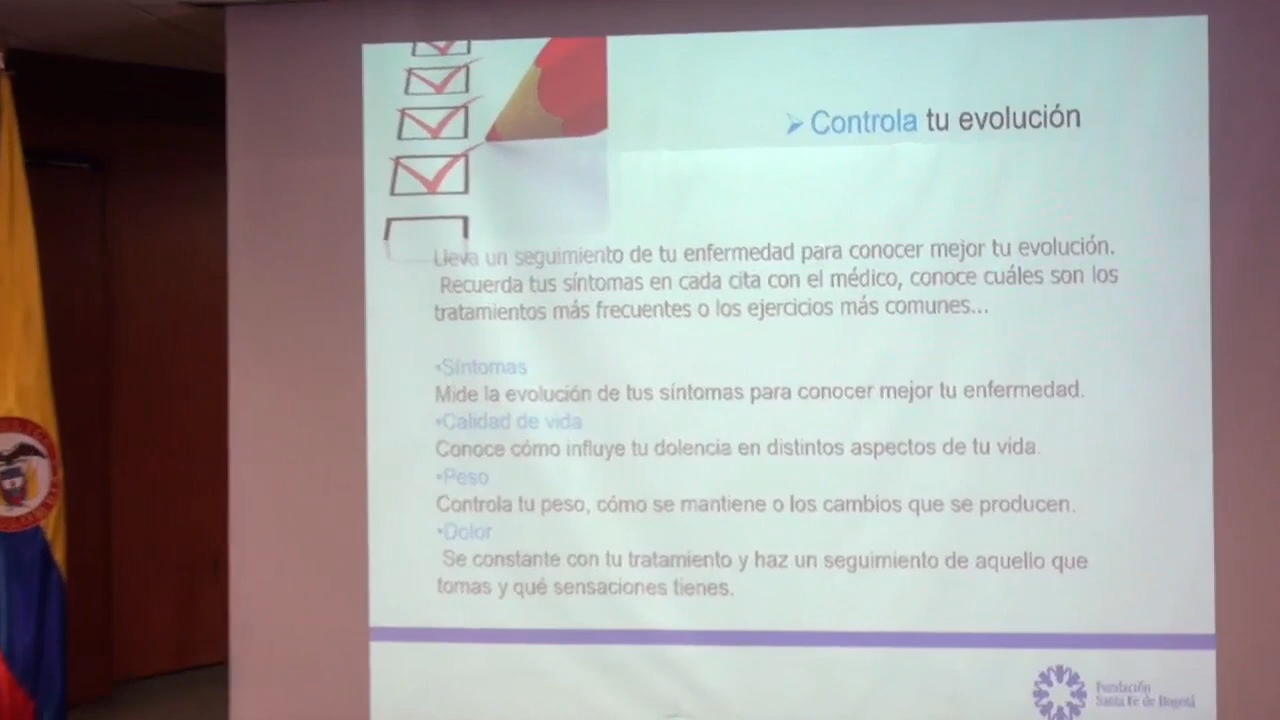 ➢ Controla tu evolución
Lleva un seguimiento de tu enfermedad para conocer mejor tu evolución.
Recuerda tus síntomas en cada cita con el médico, conoce cuáles son los
tratamientos más frecuentes o los ejercicios más comunes...
•Síntomas
Mide la evolución de tus síntomas para conocer mejor tu enfermedad.
•Calidad de vida
Conoce cómo influye tu dolencia en distintos aspectos de tu vida.
•Peso
Controla tu peso, cómo se mantiene o los cambios que se producen.
•Dolor
Se constante con tu tratamiento y haz un seguimiento de aquello que
tomas y qué sensaciones tienes.
Fundación
Santa Fe de Bogotá